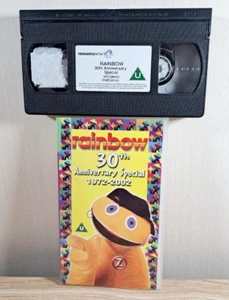 RAINBOW
30th Anniversary
Special
U
rainbow
30th
Anniversary Special
1972-2002
U
Z